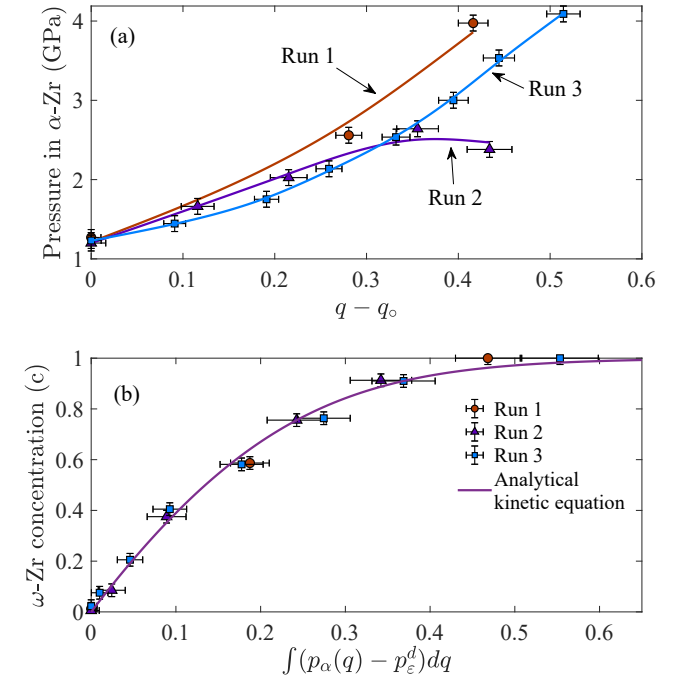 (a)
Pressure in α-Zr (GPa)
4
3
2
1
Run 1
Run 3
Run 2
0 0.1 0.2 0.3 0.4 0.5 0.6
q − q∘
(b)
ω-Zr concentration (c)
1
0.8
0.6
0.4
0.2
0
Run 1
Run 2
Run 3
Analytical
kinetic equation
0 0.1 0.2 0.3 0.4 0.5 0.6
∫(p_α(q) − p_ε^d)dq